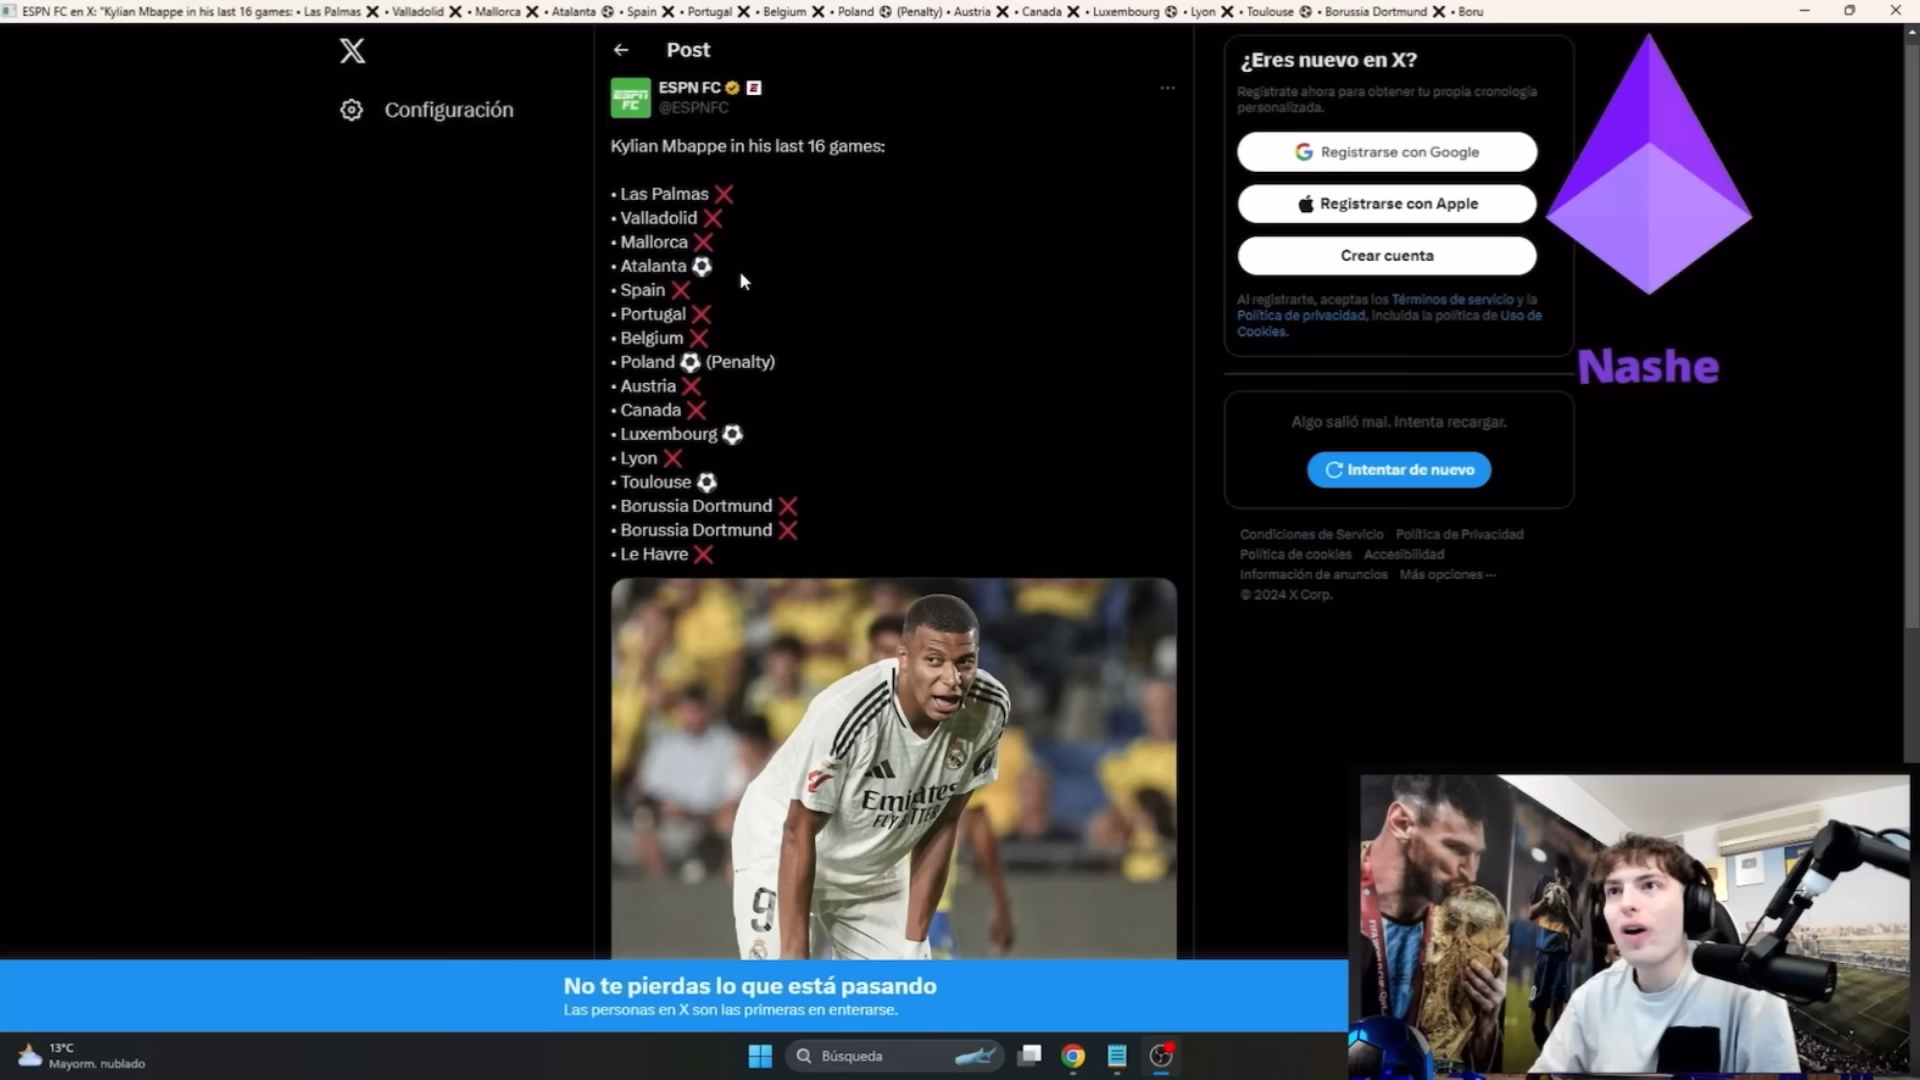 ESPN FC en X: "Kylian Mbappe in his last 16 games: • Las Palmas ❌ • Valladolid ❌ • Mallorca ❌ • Atalanta ⚽ • Spain ❌ • Portugal ❌ • Belgium ❌ • Poland ⚽ (Penalty) • Austria ❌ • Canada ❌ • Luxembourg ⚽ • Lyon ❌ • Toulouse ⚽ • Borussia Dortmund ❌ • Boru
Configuración
Post
ESPN FC
@ESPNFC
ESPN
FC
Kylian Mbappe in his last 16 games:
• Las Palmas ❌
• Valladolid ❌
• Mallorca ❌
• Atalanta ⚽
• Spain ❌
• Portugal ❌
• Belgium ❌
• Poland ⚽ (Penalty)
• Austria ❌
• Canada ❌
• Luxembourg ⚽
• Lyon ❌
• Toulouse ⚽
• Borussia Dortmund ❌
• Borussia Dortmund ❌
• Le Havre ❌
Emirates
FLY BETTER
9
¿Eres nuevo en X?
Regístrate ahora para obtener tu propia cronología
personalizada.
Registrarse con Google
Registrarse con Apple
Crear cuenta
Al registrarte, aceptas los Términos de servicio y la
Política de privacidad, incluida la política de Uso de
Cookies.
Nashe
Algo salió mal. Intenta recargar.
Intentar de nuevo
Condiciones de Servicio Política de Privacidad
Política de cookies Accesibilidad
Información de anuncios Más opciones ···
© 2024 X Corp.
No te pierdas lo que está pasando
Las personas en X son las primeras en enterarse.
13°C
Mayorm. nublado
Búsqueda